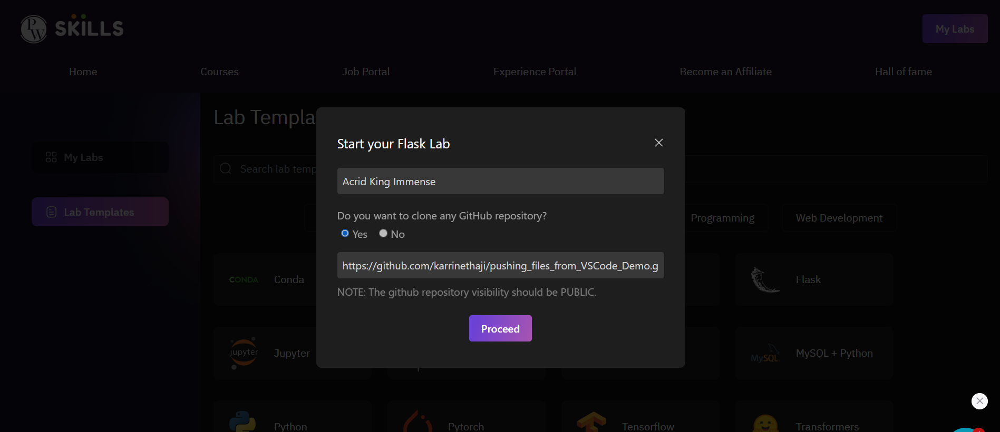 PW SKILLS
My Labs
Home Courses Job Portal Experience Portal Become an Affiliate Hall of fame
My Labs
Lab Templates
Lab Templa
Search lab temp
Programming Web Development
Start your Flask Lab
Acrid King Immense
Do you want to clone any GitHub repository?
Yes No
https://github.com/karrinethaji/pushing_files_from_VSCode_Demo.g
NOTE: The github repository visibility should be PUBLIC.
Proceed
CONDA Conda
Flask
jupyter Jupyter
MySQL MySQL + Python
Python
Pytorch
Tensorflow
Transformers